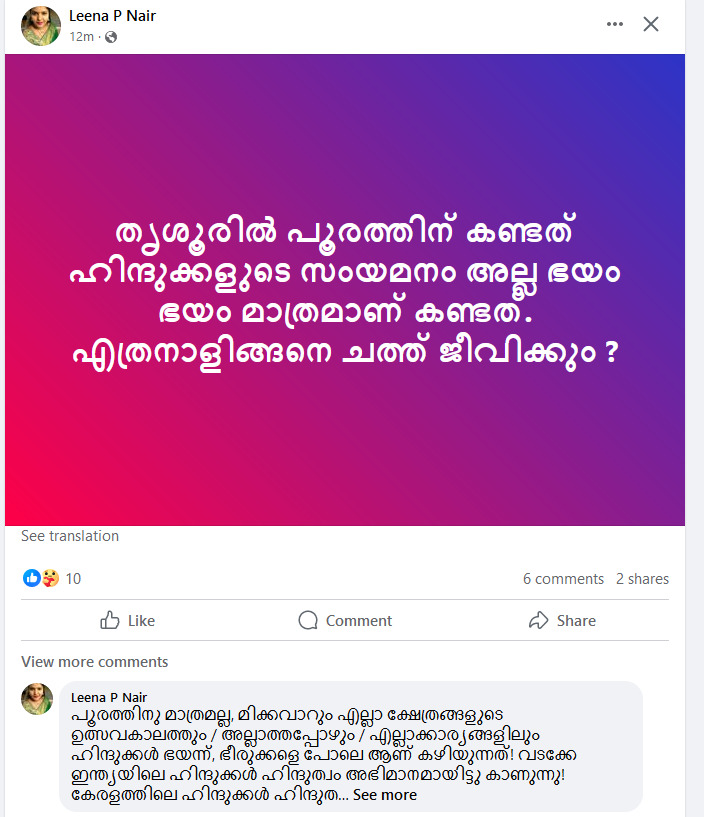 Leena P Nair
12m ·
തൃശൂരിൽ പൂരത്തിന് കണ്ടത്
ഹിന്ദുക്കളുടെ സംയമനം അല്ല ഭയം
ഭയം മാത്രമാണ് കണ്ടത്.
എത്രനാളിങ്ങനെ ചത്ത് ജീവിക്കും ?
See translation
10
6 comments 2 shares
Like Comment Share
View more comments
Leena P Nair
പൂരത്തിനു മാത്രമല്ല, മിക്കവാറും എല്ലാ ക്ഷേത്രങ്ങളുടെ
ഉത്സവകാലത്തും / അല്ലാത്തപ്പോഴും / എല്ലാക്കാര്യങ്ങളിലും
ഹിന്ദുക്കൾ ഭയന്ന്, ഭീരുക്കളെ പോലെ ആണ് കഴിയുന്നത്! വടക്കേ
ഇന്ത്യയിലെ ഹിന്ദുക്കൾ ഹിന്ദുത്വം അഭിമാനമായിട്ടു കാണുന്നു!
കേരളത്തിലെ ഹിന്ദുക്കൾ ഹിന്ദുത... See more